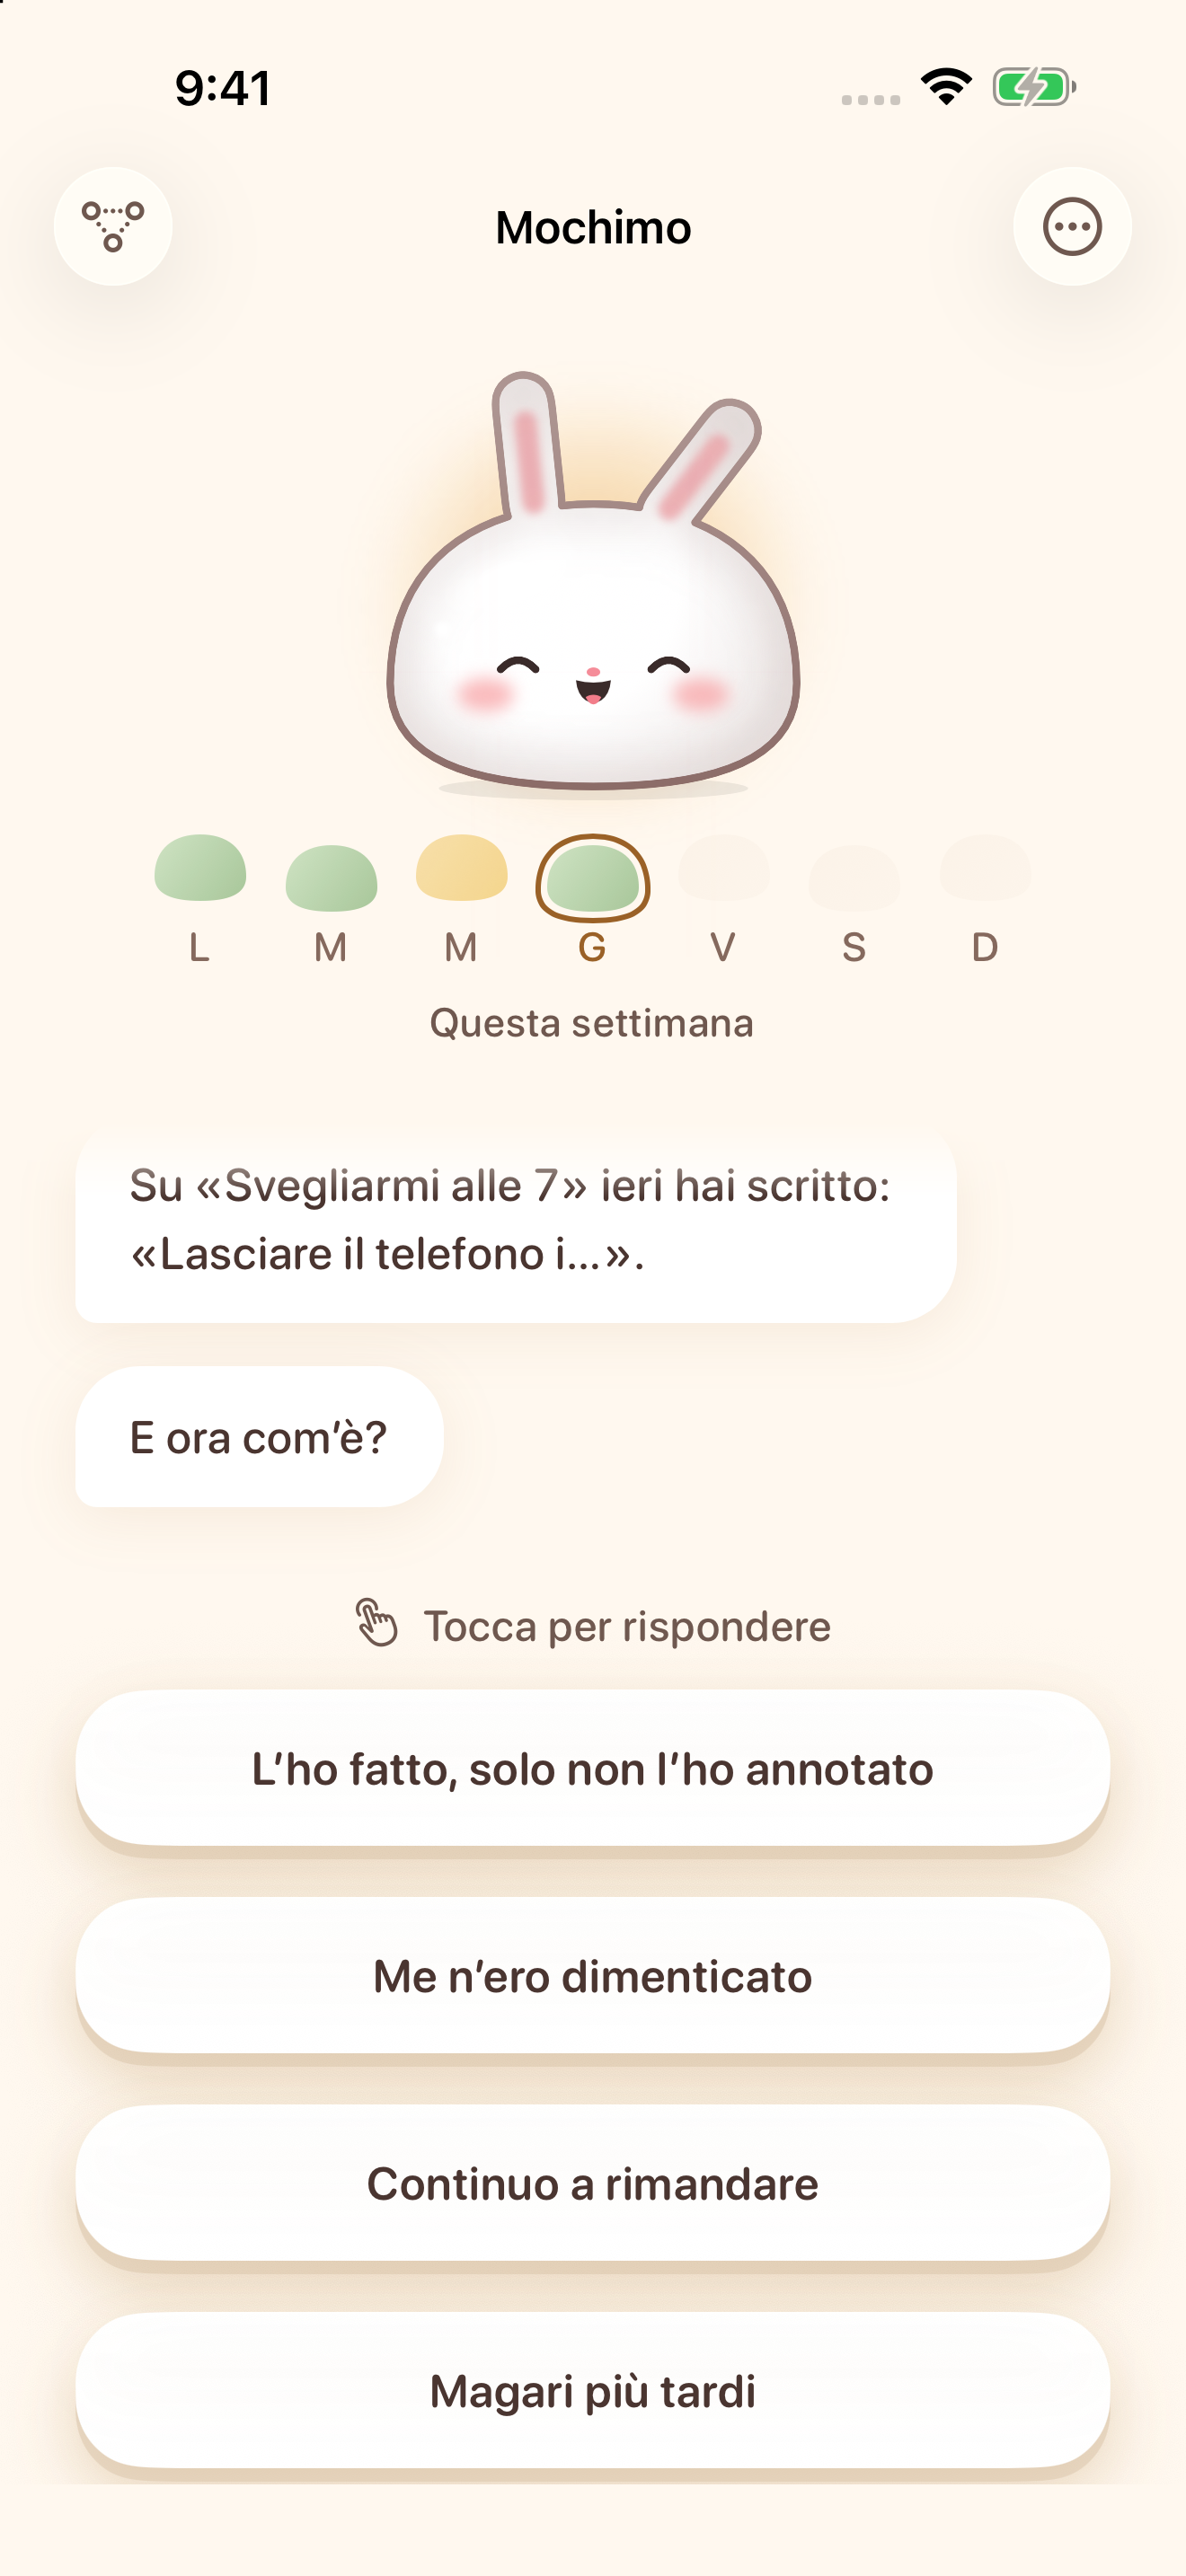 9:41
Mochimo
L M M G V S D
Questa settimana
Su «Svegliarmi alle 7» ieri hai scritto:
«Lasciare il telefono i...».
E ora com'è?
Tocca per rispondere
L'ho fatto, solo non l'ho annotato
Me n'ero dimenticato
Continuo a rimandare
Magari più tardi